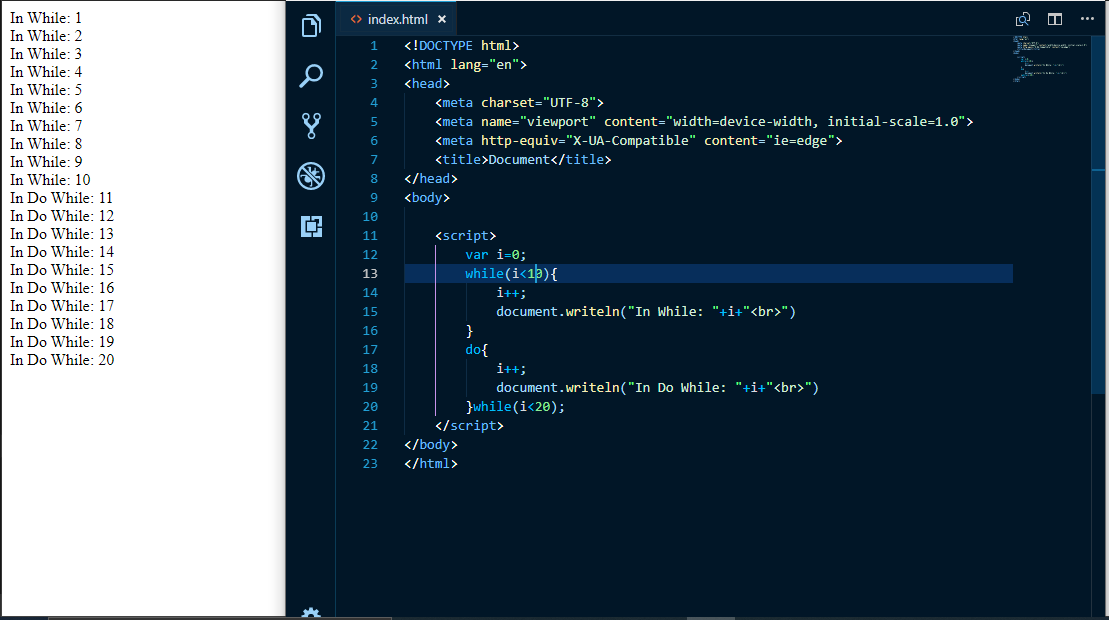 In While: 1
In While: 2
In While: 3
In While: 4
In While: 5
In While: 6
In While: 7
In While: 8
In While: 9
In While: 10
In Do While: 11
In Do While: 12
In Do While: 13
In Do While: 14
In Do While: 15
In Do While: 16
In Do While: 17
In Do While: 18
In Do While: 19
In Do While: 20
<> index.html ×
1 <!DOCTYPE html>
2 <html lang="en">
3 <head>
4     <meta charset="UTF-8">
5     <meta name="viewport" content="width=device-width, initial-scale=1.0">
6     <meta http-equiv="X-UA-Compatible" content="ie=edge">
7     <title>Document</title>
8 </head>
9 <body>
10
11     <script>
12         var i=0;
13         while(i<10){
14             i++;
15             document.writeln("In While: "+i+"<br>")
16         }
17         do{
18             i++;
19             document.writeln("In Do While: "+i+"<br>")
20         }while(i<20);
21     </script>
22 </body>
23 </html>